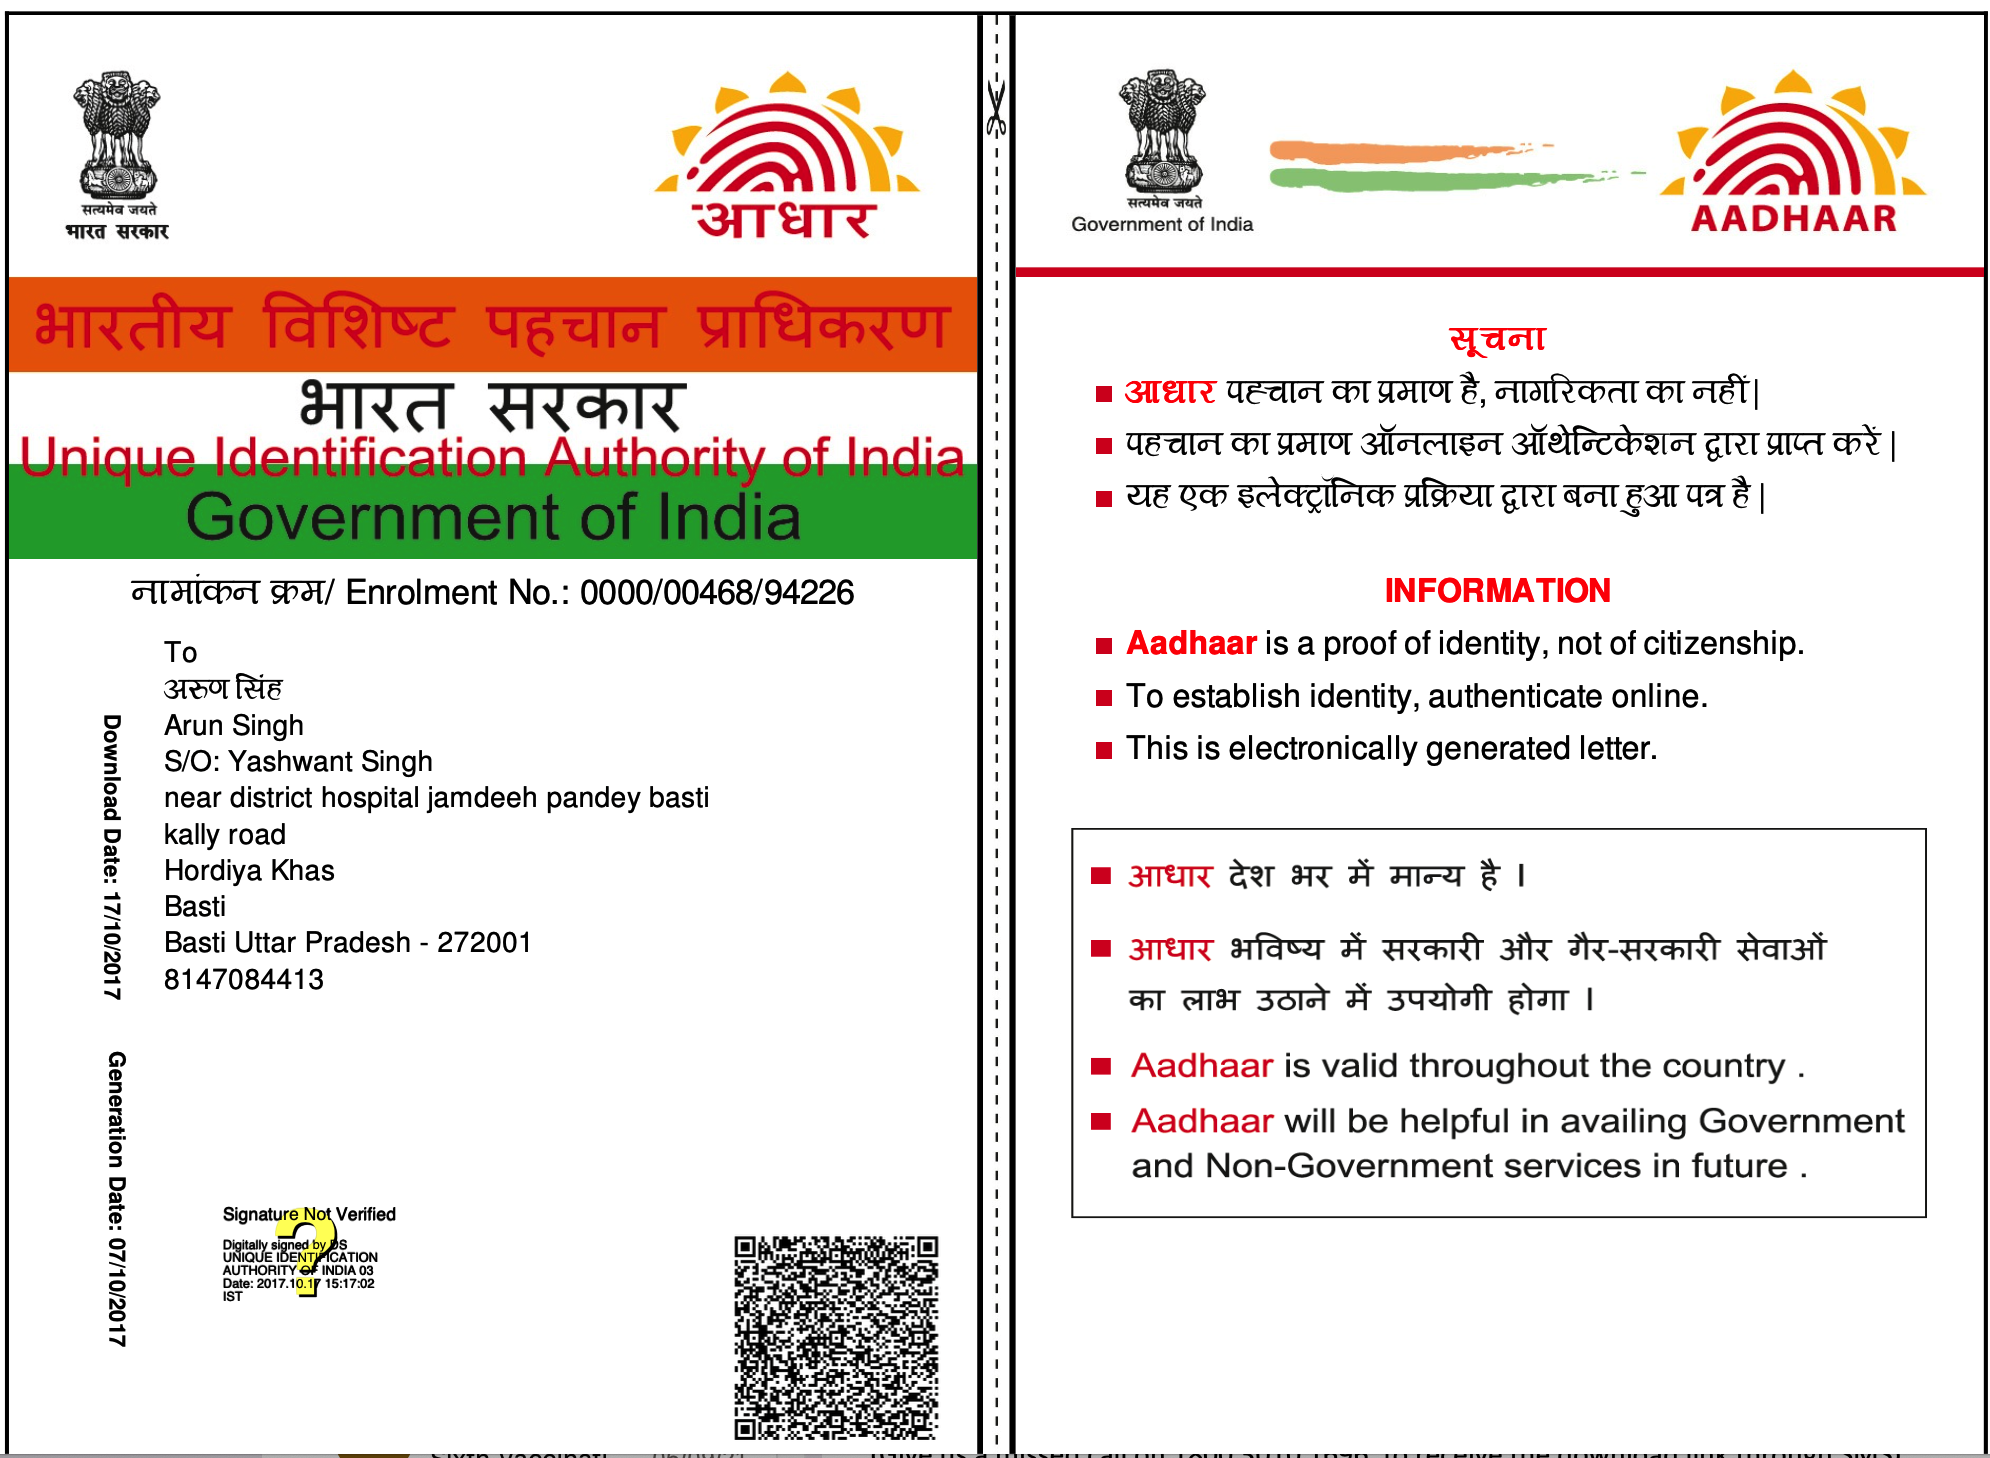 सत्यमेव जयते
भारत सरकार
आधार
भारतीय विशिष्ट पहचान प्राधिकरण
भारत सरकार
Unique Identification Authority of India
Government of India
नामांकन क्रम/ Enrolment No.: 0000/00468/94226
To
अरुण सिंह
Arun Singh
S/O: Yashwant Singh
near district hospital jamdeeh pandey basti
kally road
Hordiya Khas
Basti
Basti Uttar Pradesh - 272001
8147084413
Download Date: 17/10/2017
Generation Date: 07/10/2017
Signature Not Verified
Digitally signed by DS
UNIQUE IDENTIFICATION
AUTHORITY OF INDIA 03
Date: 2017.10.17 15:17:02
IST
सत्यमेव जयते
Government of India
AADHAAR
सूचना
आधार पह्चान का प्रमाण है, नागरिकता का नहीं|
पहचान का प्रमाण ऑनलाइन ऑथेन्टिकेशन द्वारा प्राप्त करें |
यह एक इलेक्ट्रॉनिक प्रक्रिया द्वारा बना हुआ पत्र है |
INFORMATION
Aadhaar is a proof of identity, not of citizenship.
To establish identity, authenticate online.
This is electronically generated letter.
आधार देश भर में मान्य है ।
आधार भविष्य में सरकारी और गैर-सरकारी सेवाओं
का लाभ उठाने में उपयोगी होगा ।
Aadhaar is valid throughout the country .
Aadhaar will be helpful in availing Government
and Non-Government services in future .